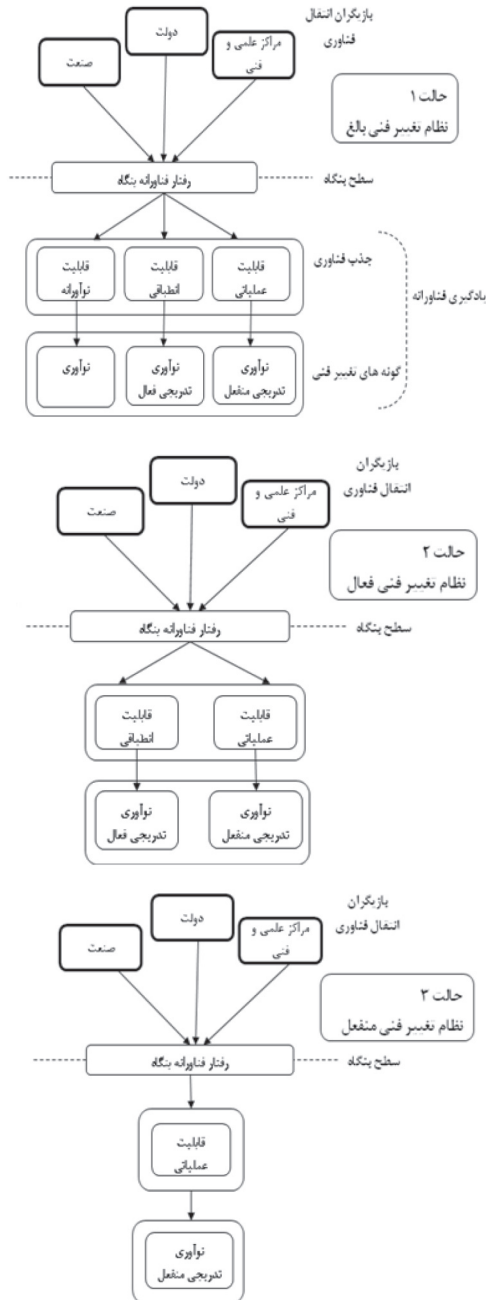 بازیگران انتقال
فناوری
دولت
مراکز علمی و
فنی
صنعت
حالت ۱
نظام تغییر فنی بالغ
سطح بنگاه
رفتار فناورانه بنگاه
جذب فناوری
قابلیت
عملیاتی
قابلیت
انطباقی
قابلیت
نوآورانه
یادگیری فناورانه
گونه های تغییر فنی
نوآوری
تدریجی منفعل
نوآوری
تدریجی فعال
نوآوری
بازیگران
انتقال فناوری
دولت
مراکز علمی و
فنی
صنعت
حالت ۲
نظام تغییر فنی فعال
سطح بنگاه
رفتار فناورانه بنگاه
قابلیت
عملیاتی
قابلیت
انطباقی
نوآوری
تدریجی منفعل
نوآوری
تدریجی فعال
بازیگران
انتقال فناوری
دولت
مراکز علمی و
فنی
صنعت
حالت ۳
نظام تغییر فنی منفعل
سطح بنگاه
رفتار فناورانه بنگاه
قابلیت
عملیاتی
نوآوری
تدریجی منفعل